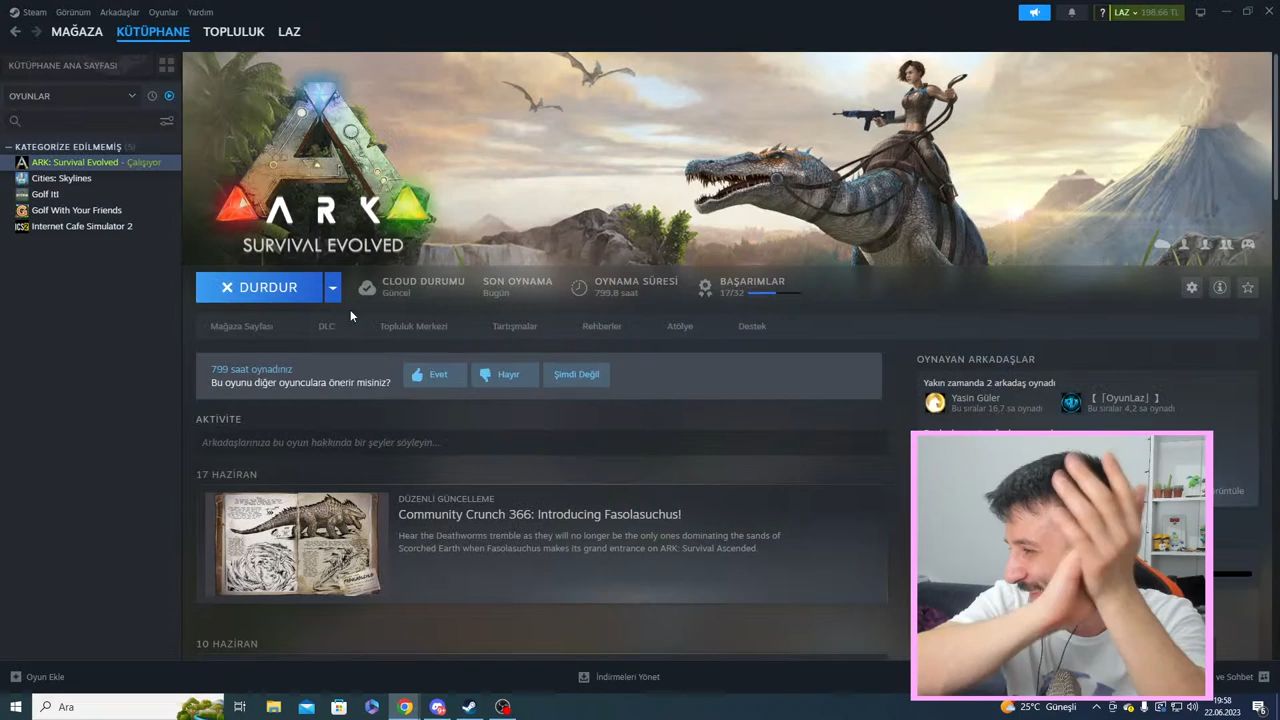 Steam Görünüm Arkadaşlar Oyunlar Yardım
? LAZ 198,66 TL
MAĞAZA KÜTÜPHANE TOPLULUK LAZ
KÜTÜPHANE ANA SAYFASI
OYUNLAR
KATEGORİZE EDİLMEMİŞ (5)
ARK: Survival Evolved - Çalışıyor
Cities: Skylines
Golf It!
Golf With Your Friends
Internet Cafe Simulator 2
ARK
SURVIVAL EVOLVED
DURDUR
CLOUD DURUMU
Güncel
SON OYNAMA
Bugün
OYNAMA SÜRESİ
799,8 saat
BAŞARIMLAR
17/32
Mağaza Sayfası DLC Topluluk Merkezi Tartışmalar Rehberler Atölye Destek
799 saat oynadınız
Bu oyunu diğer oyunculara önerir misiniz?
Evet Hayır Şimdi Değil
AKTİVİTE
Arkadaşlarınıza bu oyun hakkında bir şeyler söyleyin...
17 HAZİRAN
DÜZENLİ GÜNCELLEME
Community Crunch 366: Introducing Fasolasuchus!
Hear the Deathworms tremble as they will no longer be the only ones dominating the sands of
Scorched Earth when Fasolasuchus makes its grand entrance on ARK: Survival Ascended.
10 HAZİRAN
OYNAYAN ARKADAŞLAR
Yakın zamanda 2 arkadaş oynadı
Yasin Güler
Bu sıralar 16,7 sa oynadı
【「OyunLaz」】
Bu sıralar 4,2 sa oynadı
Oyun Ekle
İndirmeleri Yönet
ve Sohbet
Ara
25°C Güneşli
19:58
22.06.2023